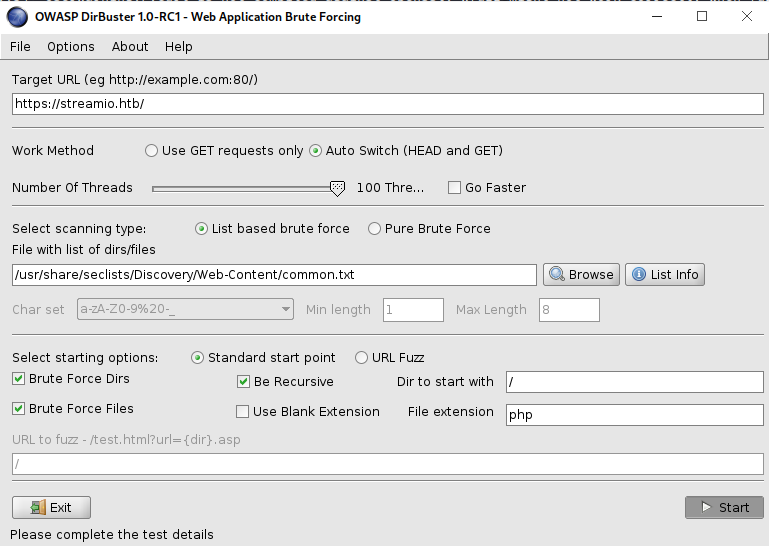 OWASP DirBuster 1.0-RC1 - Web Application Brute Forcing
File Options About Help
Target URL (eg http://example.com:80/)
https://streamio.htb/
Work Method Use GET requests only Auto Switch (HEAD and GET)
Number Of Threads 100 Thre... Go Faster
Select scanning type: List based brute force Pure Brute Force
File with list of dirs/files
/usr/share/seclists/Discovery/Web-Content/common.txt Browse List Info
Char set a-zA-Z0-9%20-_ Min length 1 Max Length 8
Select starting options: Standard start point URL Fuzz
Brute Force Dirs Be Recursive Dir to start with /
Brute Force Files Use Blank Extension File extension php
URL to fuzz - /test.html?url={dir}.asp
/
Exit Start
Please complete the test details